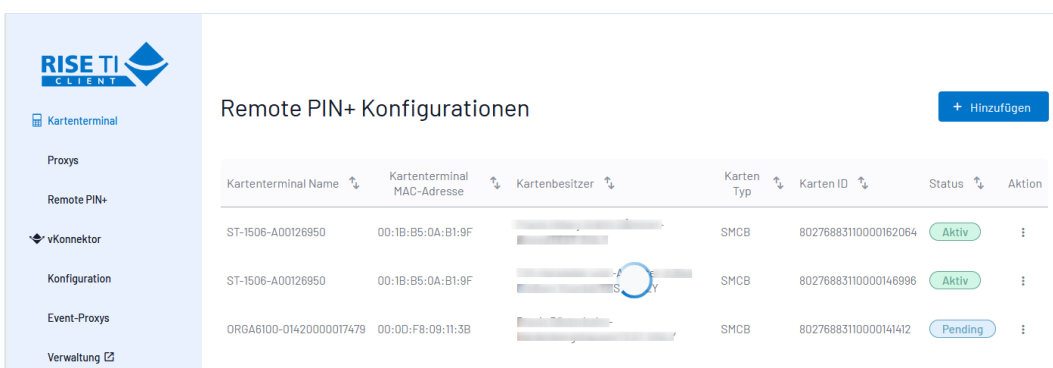 RISE TI
CLIENT
Kartenterminal
Proxys
Remote PIN+
vKonnektor
Konfiguration
Event-Proxys
Verwaltung
Remote PIN+ Konfigurationen
+ Hinzufügen
Kartenterminal Name
Kartenterminal
MAC-Adresse
Kartenbesitzer
Karten
Typ
Karten ID
Status
Aktion
ST-1506-A00126950 00:1B:B5:0A:B1:9F SMCB 80276883110000162064 Aktiv
ST-1506-A00126950 00:1B:B5:0A:B1:9F SMCB 80276883110000146996 Aktiv
ORGA6100-01420000017479 00:0D:F8:09:11:3B SMCB 80276883110000141412 Pending